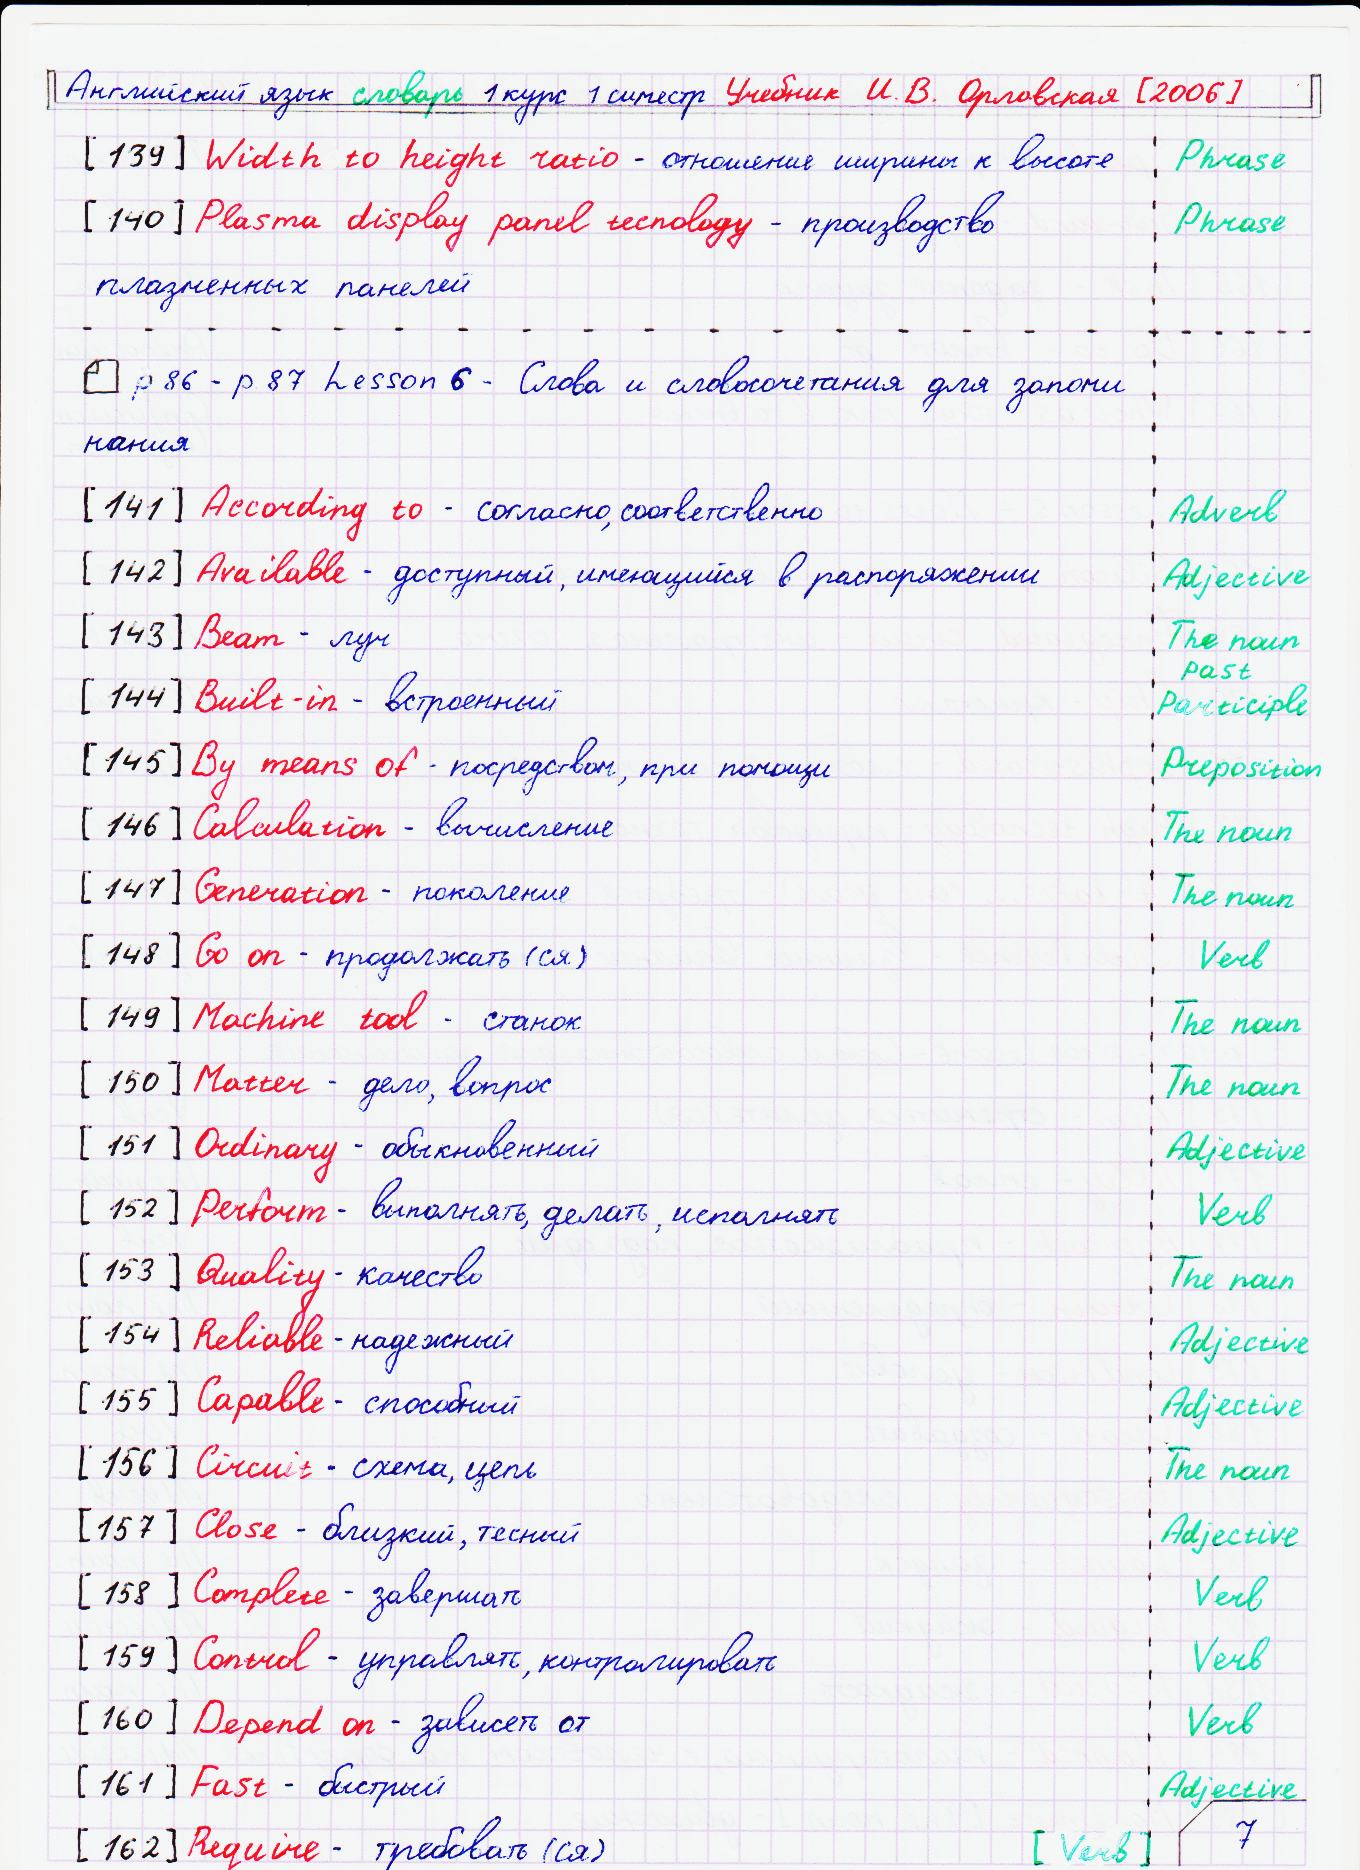 Английский язык словарь 1 курс 1 симестр Учебник И.В. Орловская [2006]
[139] Width to height ratio - отношение ширины к высоте Phrase
[140] Plasma display panel tecnology - производство Phrase
плазменных панелей
p 86 - p 87 Lesson 6 - Слова и словосочетания для запоми
нания
[141] According to - согласно, соответственно Adverb
[142] Available - доступный, имеющийся в распоряжении Adjective
[143] Beam - луч The noun
[144] Built-in - встроенный Past Participle
[145] By means of - посредством, при помощи Preposition
[146] Calculation - вычисление The noun
[147] Generation - поколение The noun
[148] Go on - продолжать (ся) Verb
[149] Machine tool - станок The noun
[150] Matter - дело, вопрос The noun
[151] Ordinary - обыкновенный Adjective
[152] Perform - выполнять, делать, исполнять Verb
[153] Quality - качество The noun
[154] Reliable - надежный Adjective
[155] Capable - способный Adjective
[156] Circuit - схема, цепь The noun
[157] Close - близкий, тесный Adjective
[158] Complete - завершать Verb
[159] Control - управлять, контролировать Verb
[160] Depend on - зависеть от Verb
[161] Fast - быстрый Adjective
[162] Require - требовать (ся) [Verb] 7